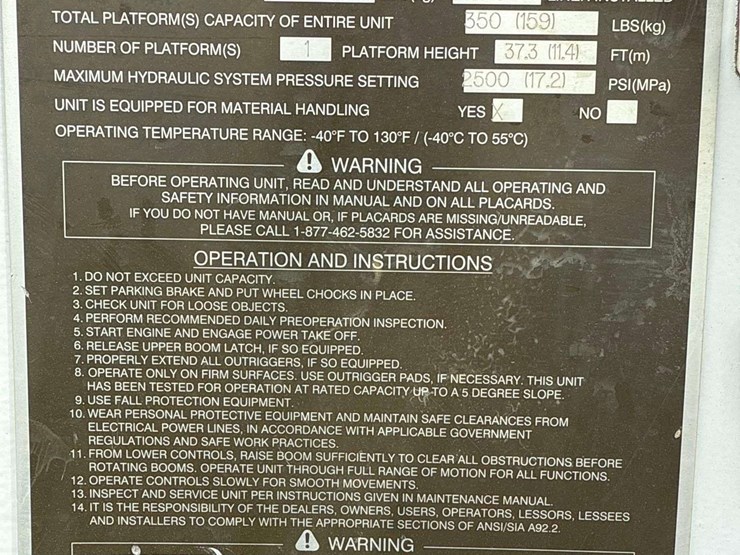 TOTAL PLATFORM(S) CAPACITY OF ENTIRE UNIT 350 (159) LBS(kg)
NUMBER OF PLATFORM(S) 1 PLATFORM HEIGHT 37.3 (11.4) FT(m)
MAXIMUM HYDRAULIC SYSTEM PRESSURE SETTING 2500 (17.2) PSI(MPa)
UNIT IS EQUIPPED FOR MATERIAL HANDLING YES X NO
OPERATING TEMPERATURE RANGE: -40°F TO 130°F / (-40°C TO 55°C)
WARNING
BEFORE OPERATING UNIT, READ AND UNDERSTAND ALL OPERATING AND
SAFETY INFORMATION IN MANUAL AND ON ALL PLACARDS.
IF YOU DO NOT HAVE MANUAL OR, IF PLACARDS ARE MISSING/UNREADABLE,
PLEASE CALL 1-877-462-5832 FOR ASSISTANCE.
OPERATION AND INSTRUCTIONS
1. DO NOT EXCEED UNIT CAPACITY.
2. SET PARKING BRAKE AND PUT WHEEL CHOCKS IN PLACE.
3. CHECK UNIT FOR LOOSE OBJECTS.
4. PERFORM RECOMMENDED DAILY PREOPERATION INSPECTION.
5. START ENGINE AND ENGAGE POWER TAKE OFF.
6. RELEASE UPPER BOOM LATCH, IF SO EQUIPPED.
7. PROPERLY EXTEND ALL OUTRIGGERS, IF SO EQUIPPED.
8. OPERATE ONLY ON FIRM SURFACES. USE OUTRIGGER PADS, IF NECESSARY. THIS UNIT
HAS BEEN TESTED FOR OPERATION AT RATED CAPACITY UP TO A 5 DEGREE SLOPE.
9. USE FALL PROTECTION EQUIPMENT.
10. WEAR PERSONAL PROTECTIVE EQUIPMENT AND MAINTAIN SAFE CLEARANCES FROM
ELECTRICAL POWER LINES, IN ACCORDANCE WITH APPLICABLE GOVERNMENT
REGULATIONS AND SAFE WORK PRACTICES.
11. FROM LOWER CONTROLS, RAISE BOOM SUFFICIENTLY TO CLEAR ALL OBSTRUCTIONS BEFORE
ROTATING BOOMS. OPERATE UNIT THROUGH FULL RANGE OF MOTION FOR ALL FUNCTIONS.
12. OPERATE CONTROLS SLOWLY FOR SMOOTH MOVEMENTS.
13. INSPECT AND SERVICE UNIT PER INSTRUCTIONS GIVEN IN MAINTENANCE MANUAL.
14. IT IS THE RESPONSIBILITY OF THE DEALERS, OWNERS, USERS, OPERATORS, LESSORS, LESSEES
AND INSTALLERS TO COMPLY WITH THE APPROPRIATE SECTIONS OF ANSI/SIA A92.2.
WARNING